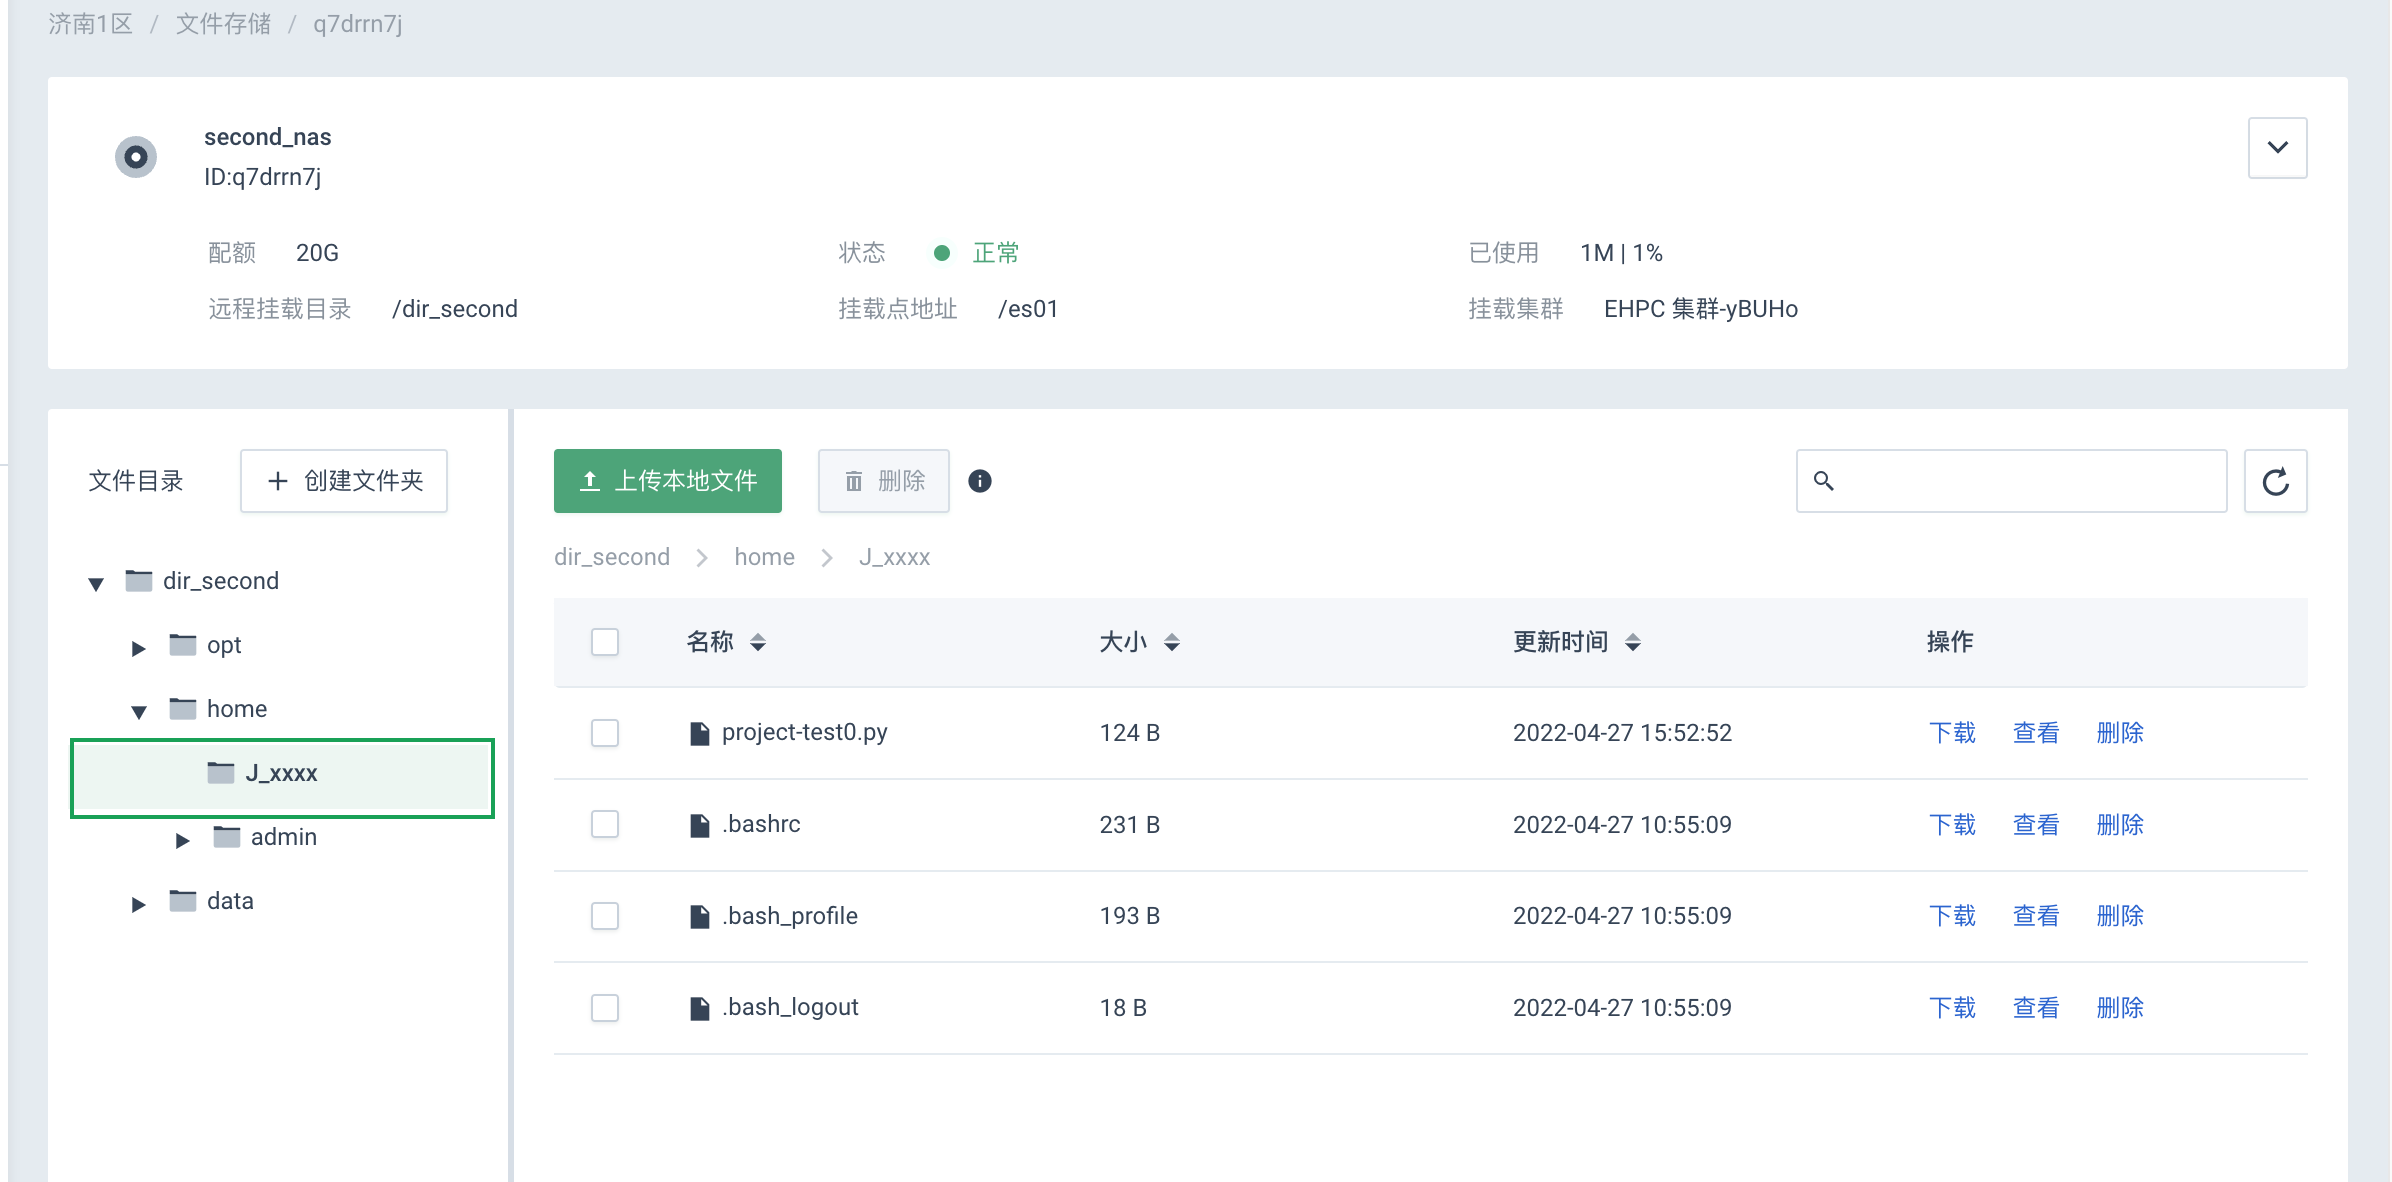 济南1区 / 文件存储 / q7drrn7j
second_nas
ID:q7drrn7j
配额 20G 状态 正常 已使用 1M | 1%
远程挂载目录 /dir_second 挂载点地址 /es01 挂载集群 EHPC 集群-yBUHo
文件目录 创建文件夹
dir_second
opt
home
J_xxxx
admin
data
上传本地文件 删除
dir_second > home > J_xxxx
名称 大小 更新时间 操作
project-test0.py 124 B 2022-04-27 15:52:52 下载 查看 删除
.bashrc 231 B 2022-04-27 10:55:09 下载 查看 删除
.bash_profile 193 B 2022-04-27 10:55:09 下载 查看 删除
.bash_logout 18 B 2022-04-27 10:55:09 下载 查看 删除